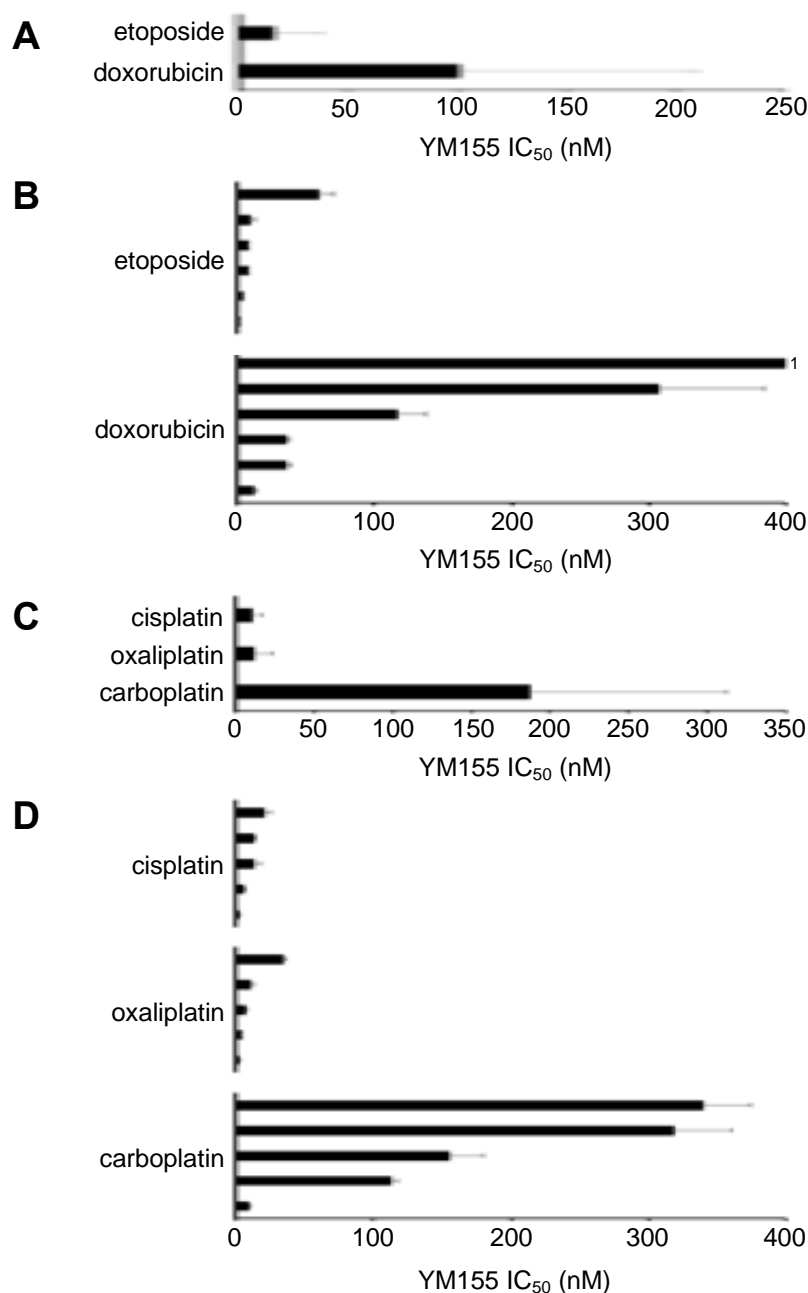 A
etoposide
doxorubicin
0 50 100 150 200 250
YM155 IC₅₀ (nM)
B
etoposide
1
doxorubicin
0 100 200 300 400
YM155 IC₅₀ (nM)
C
cisplatin
oxaliplatin
carboplatin
0 50 100 150 200 250 300 350
YM155 IC₅₀ (nM)
D
cisplatin
oxaliplatin
carboplatin
0 100 200 300 400
YM155 IC₅₀ (nM)